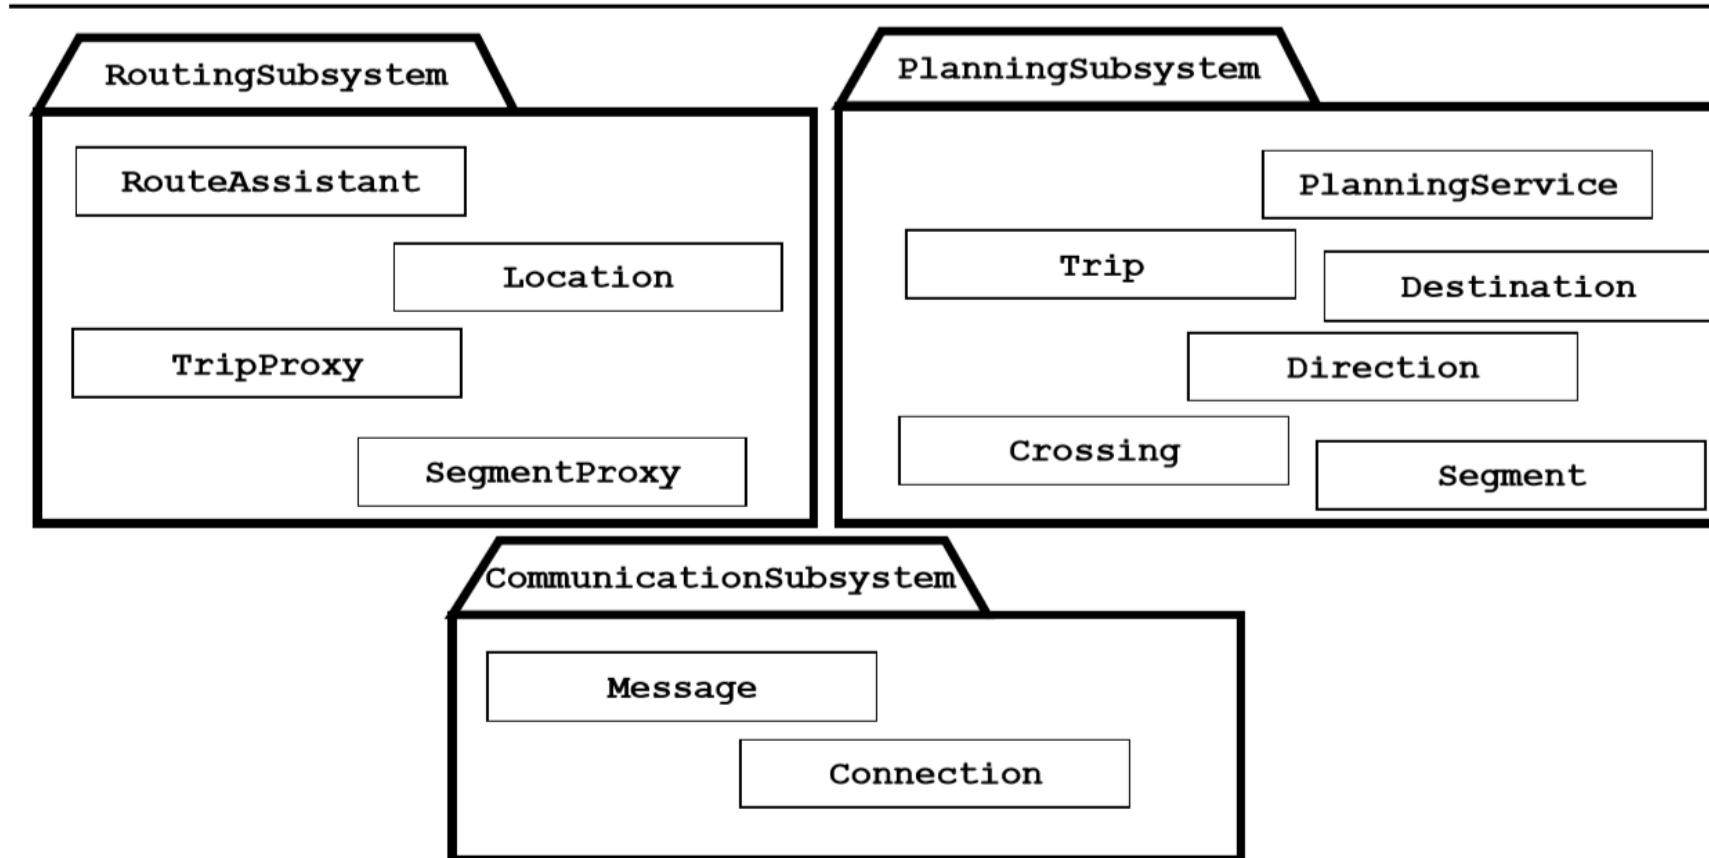 RoutingSubsystem
RouteAssistant
Location
TripProxy
SegmentProxy
PlanningSubsystem
PlanningService
Trip
Destination
Direction
Crossing
Segment
CommunicationSubsystem
Message
Connection